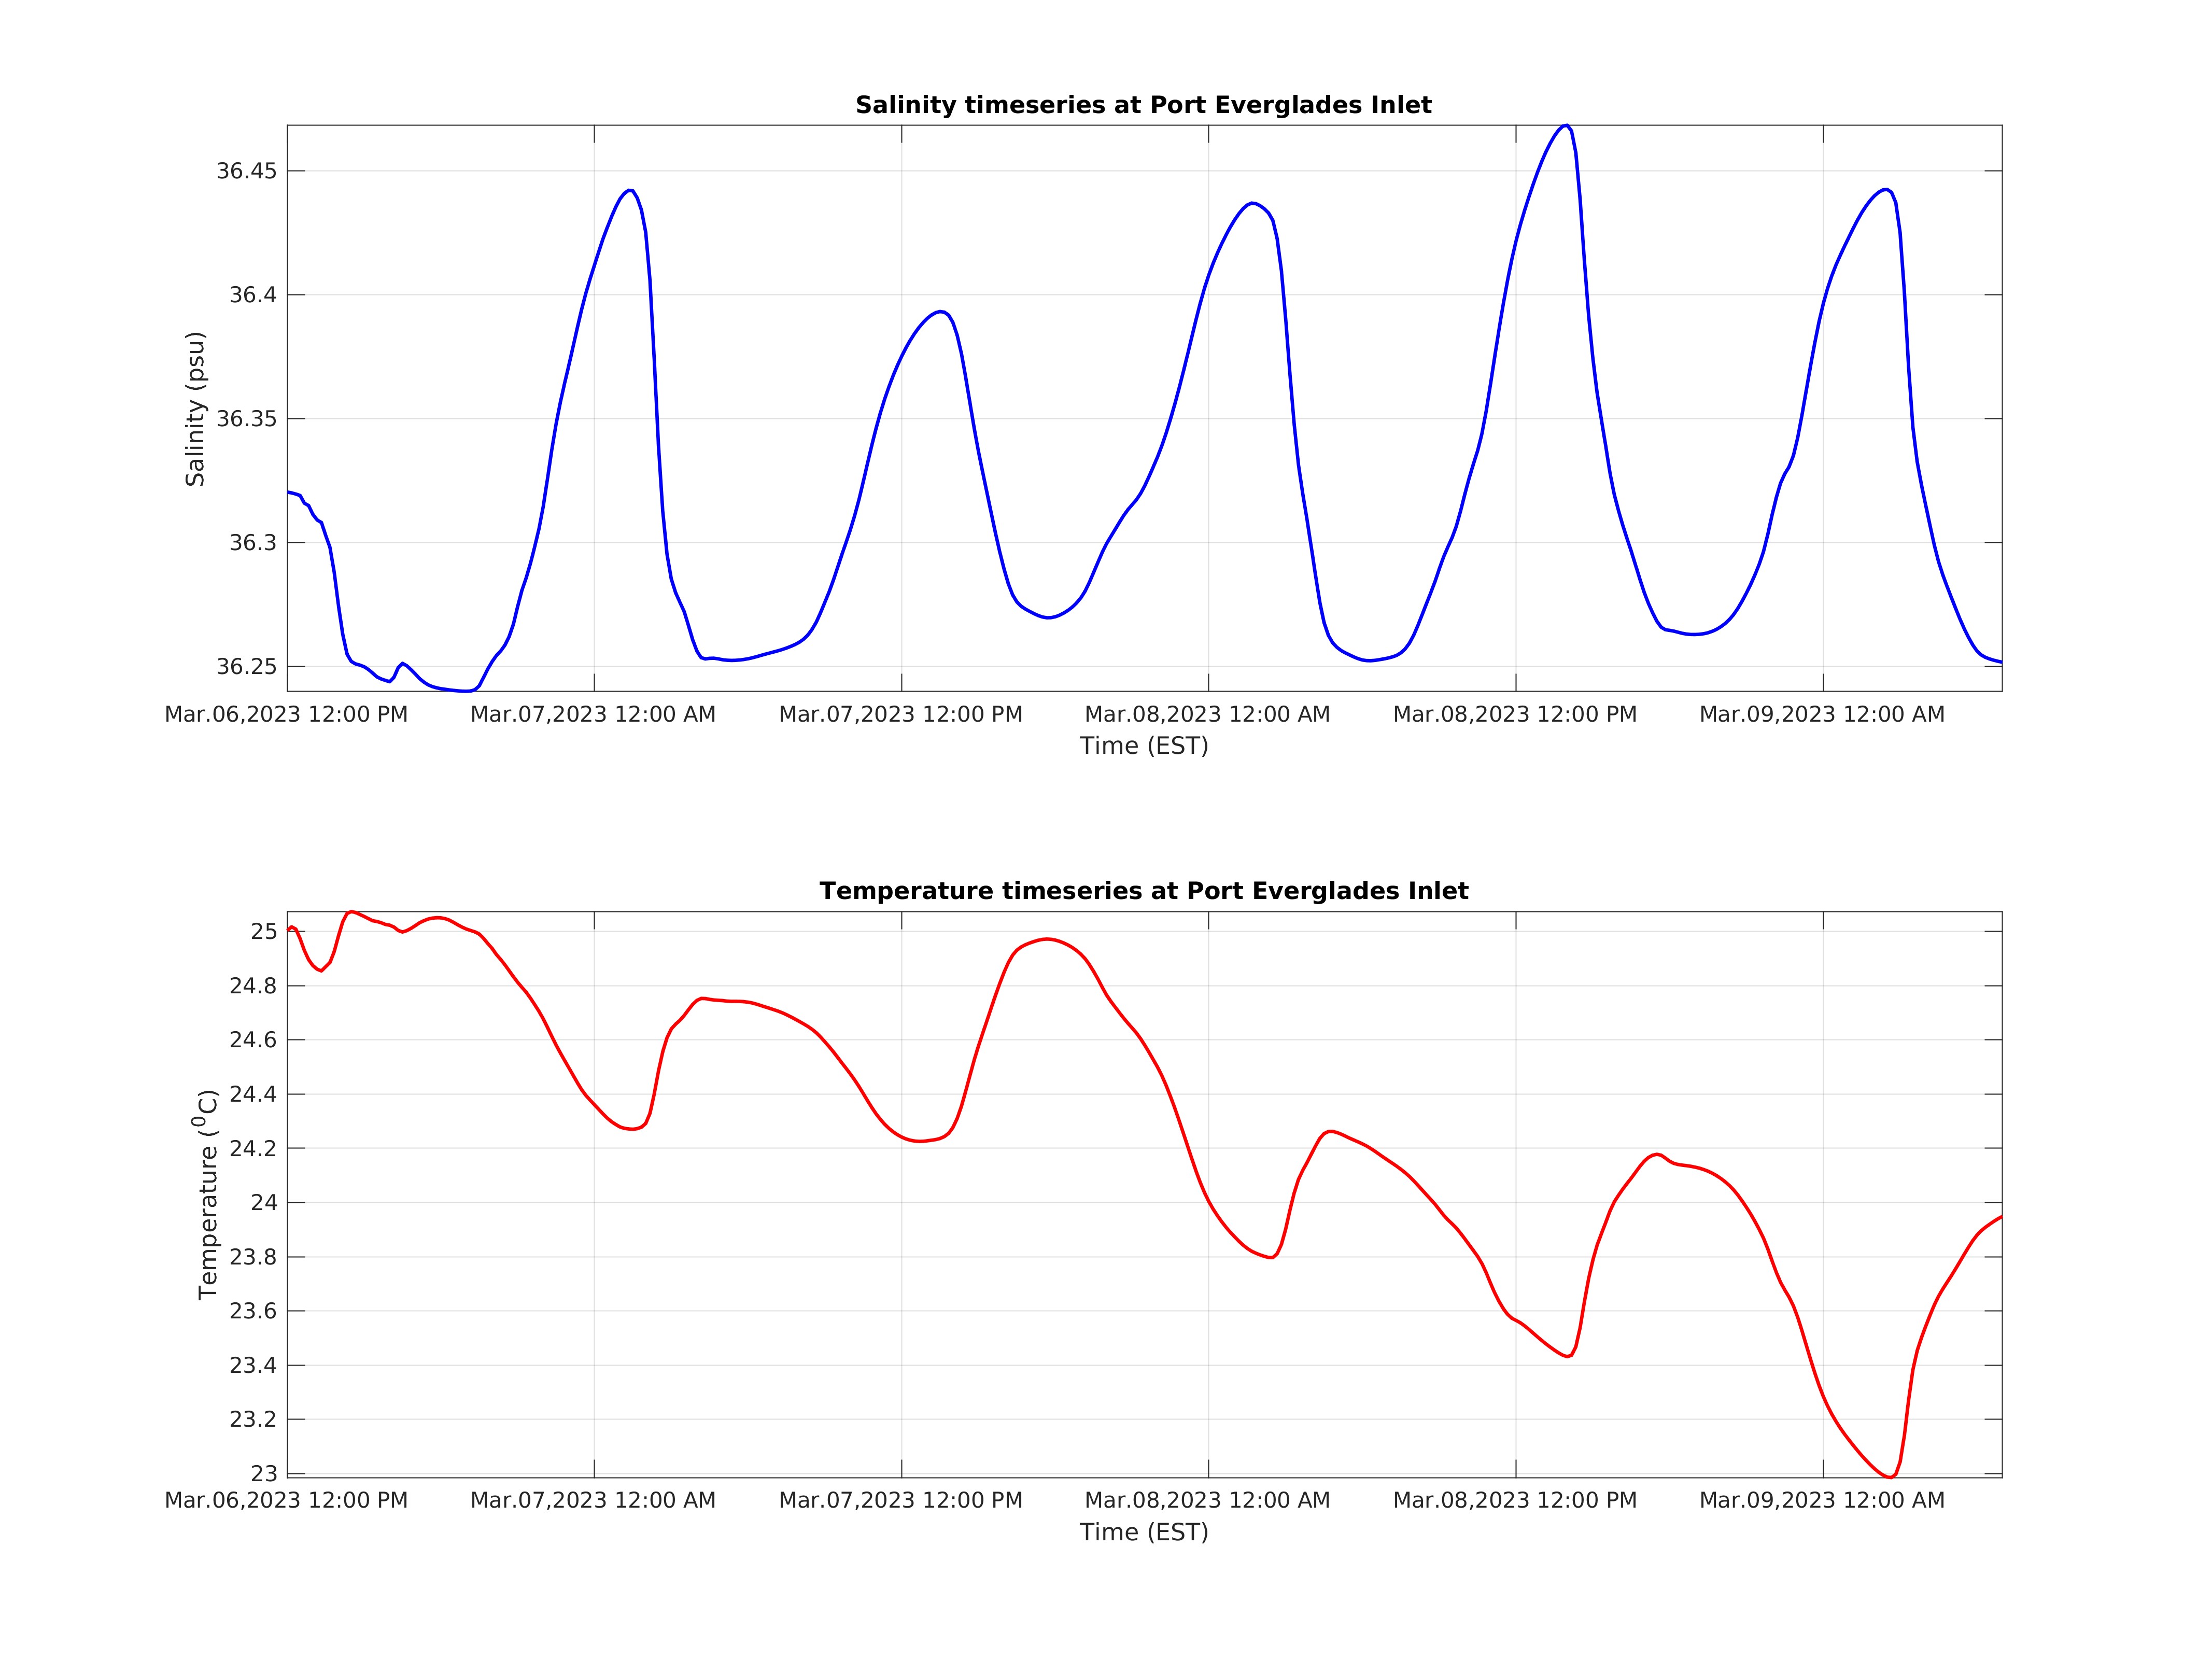 Salinity timeseries at Port Everglades Inlet
36.45
36.4
36.35
36.3
36.25
Salinity (psu)
Mar.06,2023 12:00 PM Mar.07,2023 12:00 AM Mar.07,2023 12:00 PM Mar.08,2023 12:00 AM Mar.08,2023 12:00 PM Mar.09,2023 12:00 AM
Time (EST)
Temperature timeseries at Port Everglades Inlet
25
24.8
24.6
24.4
24.2
24
23.8
23.6
23.4
23.2
23
Temperature (⁰C)
Mar.06,2023 12:00 PM Mar.07,2023 12:00 AM Mar.07,2023 12:00 PM Mar.08,2023 12:00 AM Mar.08,2023 12:00 PM Mar.09,2023 12:00 AM
Time (EST)